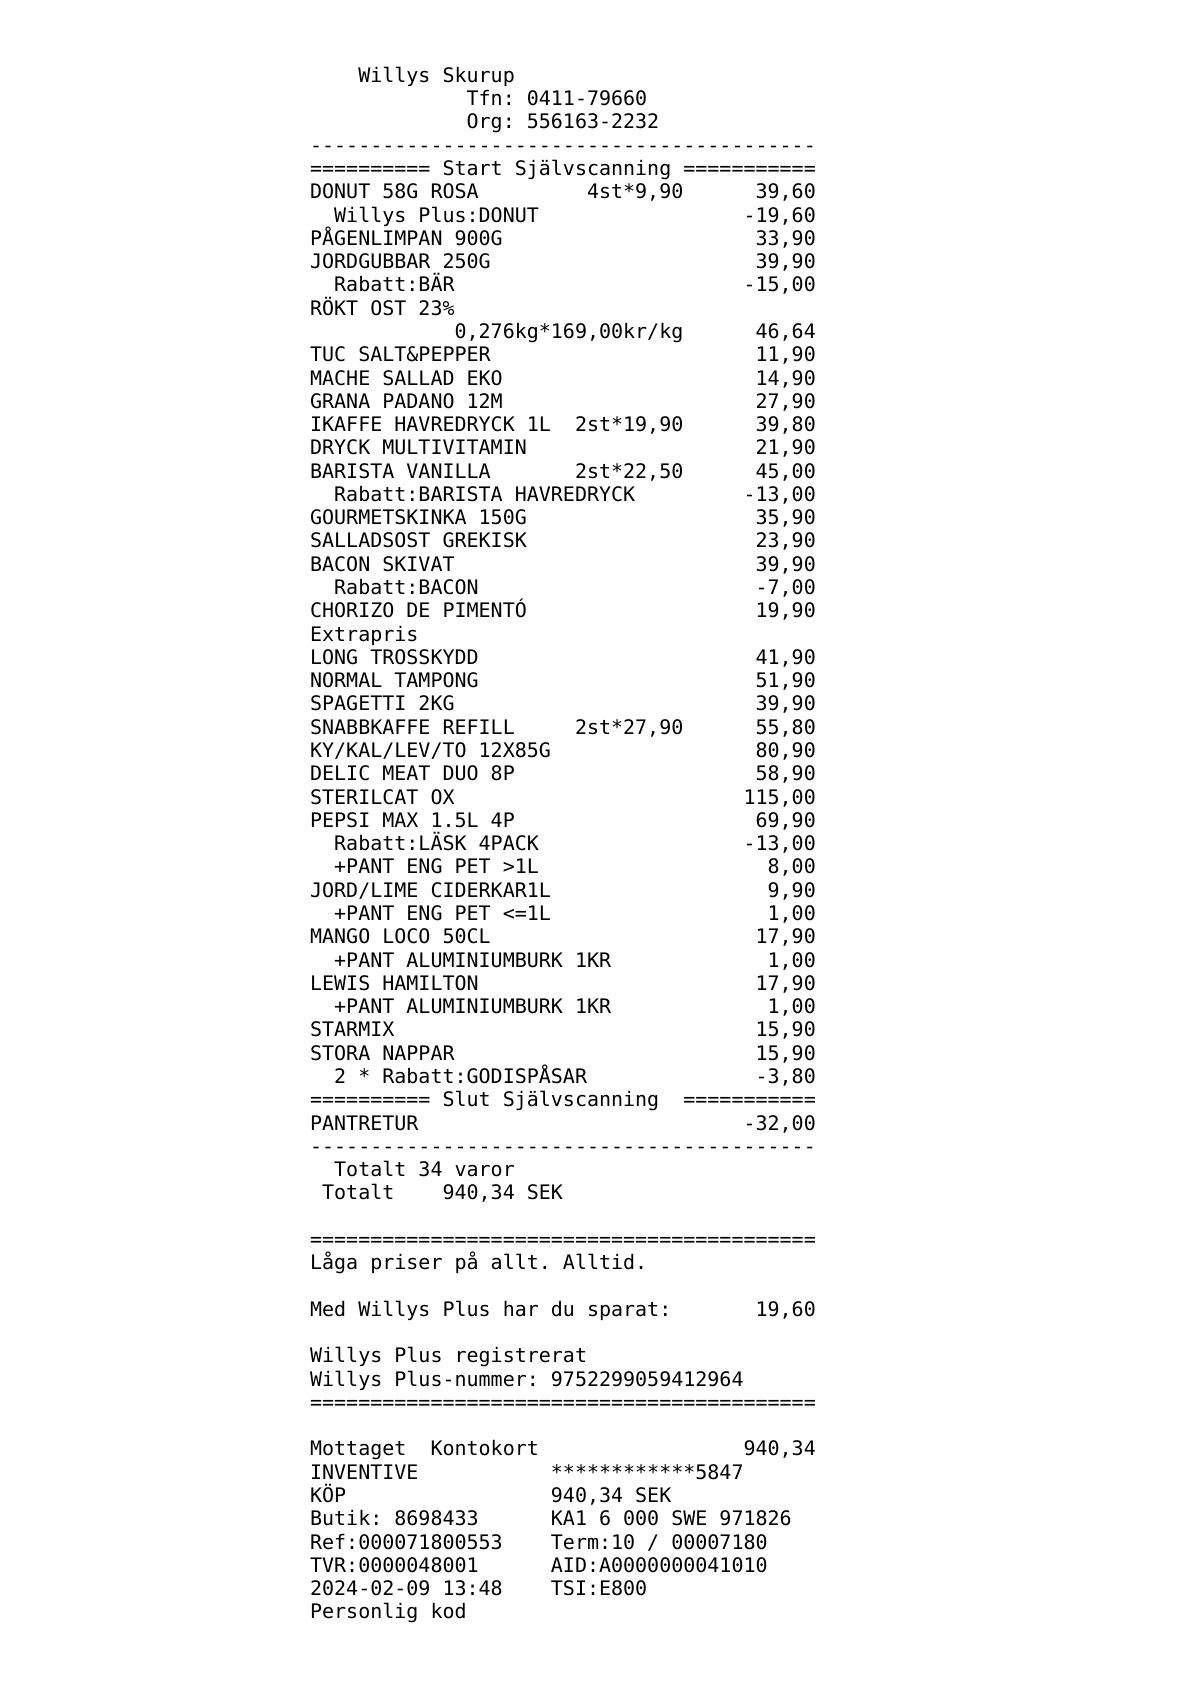 Willys Skurup
Tfn: 0411-79660
Org: 556163-2232
------------------------------------------
========== Start Självscanning ===========
DONUT 58G ROSA         4st*9,90      39,60
  Willys Plus:DONUT                 -19,60
PÅGENLIMPAN 900G                     33,90
JORDGUBBAR 250G                      39,90
  Rabatt:BÄR                        -15,00
RÖKT OST 23%
            0,276kg*169,00kr/kg      46,64
TUC SALT&PEPPER                      11,90
MACHE SALLAD EKO                     14,90
GRANA PADANO 12M                     27,90
IKAFFE HAVREDRYCK 1L  2st*19,90      39,80
DRYCK MULTIVITAMIN                   21,90
BARISTA VANILLA       2st*22,50      45,00
  Rabatt:BARISTA HAVREDRYCK         -13,00
GOURMETSKINKA 150G                   35,90
SALLADSOST GREKISK                   23,90
BACON SKIVAT                         39,90
  Rabatt:BACON                       -7,00
CHORIZO DE PIMENTÓ                   19,90
Extrapris
LONG TROSSKYDD                       41,90
NORMAL TAMPONG                       51,90
SPAGETTI 2KG                         39,90
SNABBKAFFE REFILL     2st*27,90      55,80
KY/KAL/LEV/TO 12X85G                 80,90
DELIC MEAT DUO 8P                    58,90
STERILCAT OX                        115,00
PEPSI MAX 1.5L 4P                    69,90
  Rabatt:LÄSK 4PACK                 -13,00
  +PANT ENG PET >1L                   8,00
JORD/LIME CIDERKAR1L                  9,90
  +PANT ENG PET <=1L                  1,00
MANGO LOCO 50CL                      17,90
  +PANT ALUMINIUMBURK 1KR             1,00
LEWIS HAMILTON                       17,90
  +PANT ALUMINIUMBURK 1KR             1,00
STARMIX                              15,90
STORA NAPPAR                         15,90
  2 * Rabatt:GODISPÅSAR              -3,80
========== Slut Självscanning  ===========
PANTRETUR                           -32,00
------------------------------------------
  Totalt 34 varor
 Totalt    940,34 SEK
==========================================
Låga priser på allt. Alltid.
Med Willys Plus har du sparat:       19,60
Willys Plus registrerat
Willys Plus-nummer: 9752299059412964
==========================================
Mottaget  Kontokort                 940,34
INVENTIVE           ************5847
KÖP                 940,34 SEK
Butik: 8698433      KA1 6 000 SWE 971826
Ref:000071800553    Term:10 / 00007180
TVR:0000048001      AID:A0000000041010
2024-02-09 13:48    TSI:E800
Personlig kod